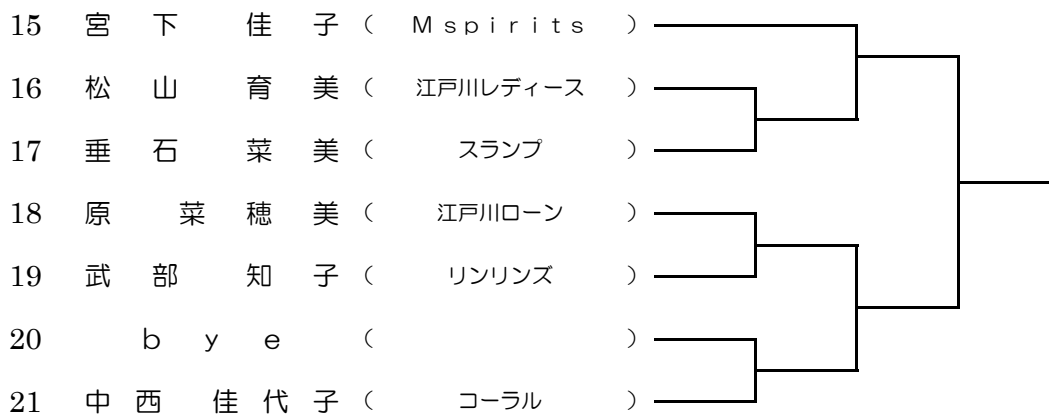 15 宮下 佳子（ Mspirits ）
16 松山 育美（ 江戸川レディース ）
17 垂石 菜美（ スランプ ）
18 原 菜穂美（ 江戸川ローン ）
19 武部 知子（ リンリンズ ）
20 bye （ ）
21 中西 佳代子（ コーラル ）